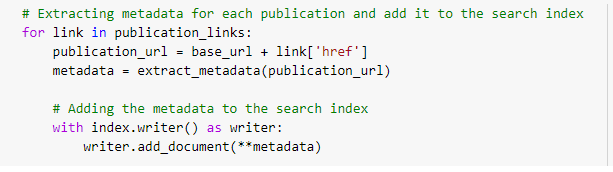 # Extracting metadata for each publication and add it to the search index
for link in publication_links:
    publication_url = base_url + link['href']
    metadata = extract_metadata(publication_url)

    # Adding the metadata to the search index
    with index.writer() as writer:
        writer.add_document(**metadata)